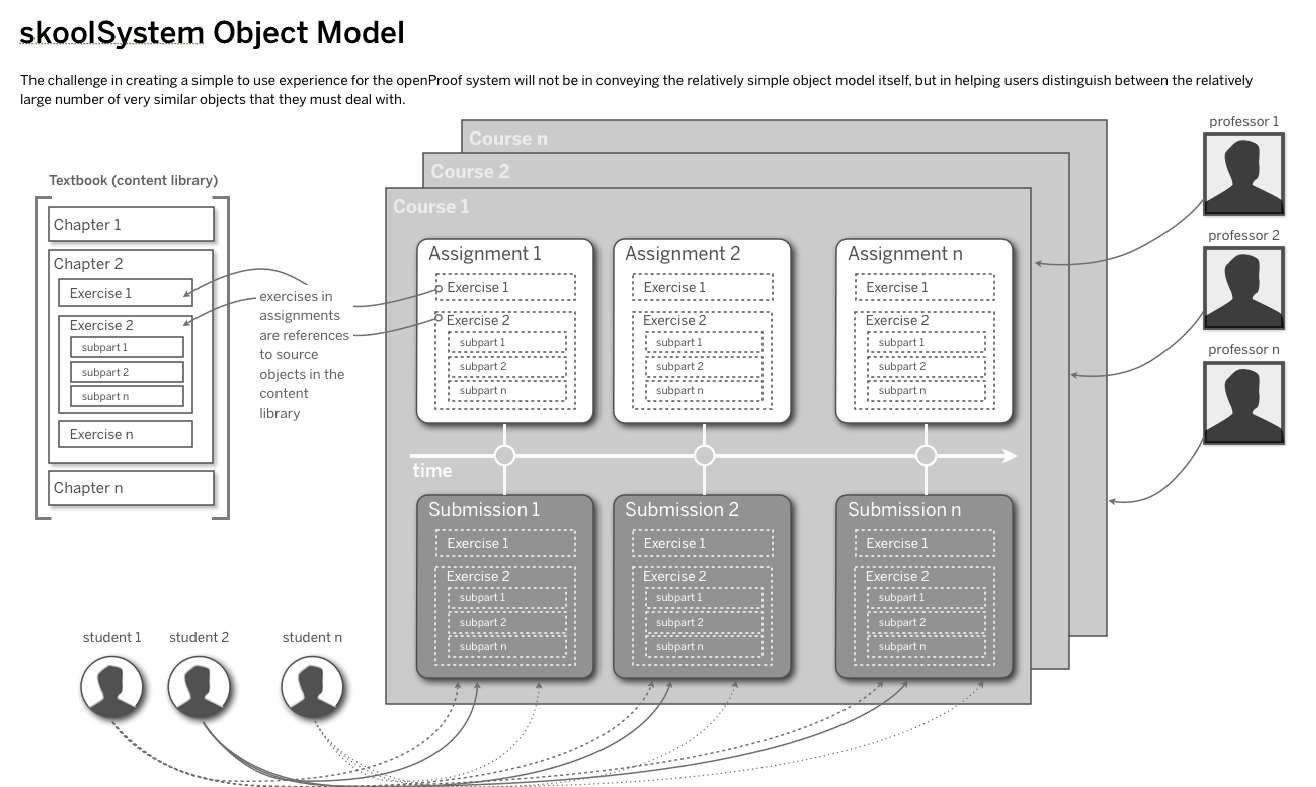 skoolSystem Object Model
The challenge in creating a simple to use experience for the openProof system will not be in conveying the relatively simple object model itself, but in helping users distinguish between the relatively
large number of very similar objects that they must deal with.
Textbook (content library)
Chapter 1
Chapter 2
Exercise 1
Exercise 2
subpart 1
subpart 2
subpart n
Exercise n
Chapter n
exercises in
assignments
are references
to source
objects in the
content
library
Course n
Course 2
Course 1
Assignment 1
Exercise 1
Exercise 2
subpart 1
subpart 2
subpart n
Assignment 2
Exercise 1
Exercise 2
subpart 1
subpart 2
subpart n
Assignment n
Exercise 1
Exercise 2
subpart 1
subpart 2
subpart n
time
Submission 1
Exercise 1
Exercise 2
subpart 1
subpart 2
subpart n
Submission 2
Exercise 1
Exercise 2
subpart 1
subpart 2
subpart n
Submission n
Exercise 1
Exercise 2
subpart 1
subpart 2
subpart n
professor 1
professor 2
professor n
student 1
student 2
student n